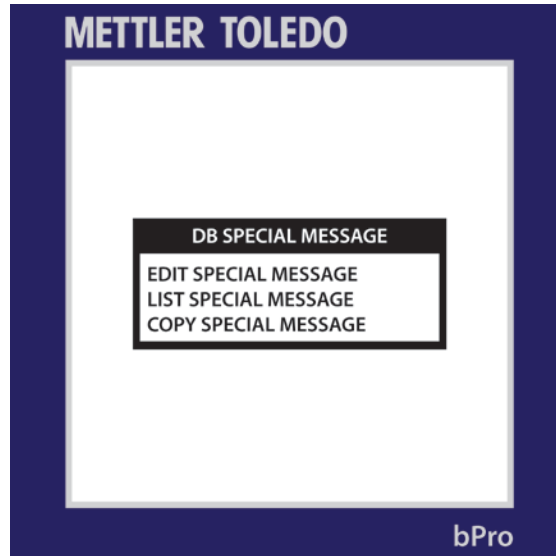 METTLER TOLEDO
DB SPECIAL MESSAGE
EDIT SPECIAL MESSAGE
LIST SPECIAL MESSAGE
COPY SPECIAL MESSAGE
bPro